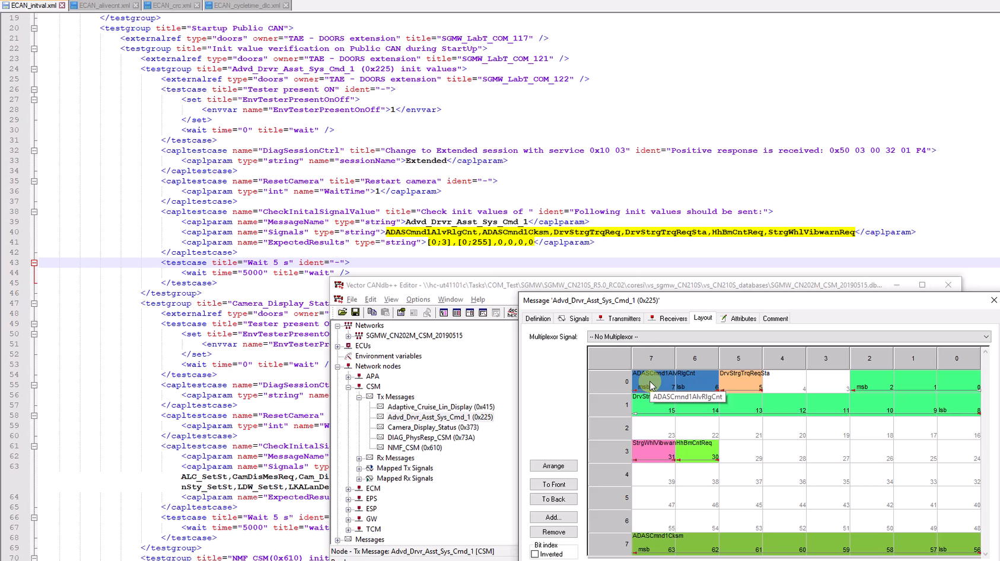 ECAN_initval.xml ECAN_alivecnt.xml ECAN_crc.xml ECAN_cycletime_dlc.xml
19 </testgroup>
20 <testgroup title="Startup Public CAN">
21 <externalref type="doors" owner="TAE - DOORS extension" title="SGMW_LabT_COM_117" />
22 <testgroup title="Init value verification on Public CAN during StartUp">
23 <externalref type="doors" owner="TAE - DOORS extension" title="SGMW_LabT_COM_121" />
24 <testgroup title="Advd_Drvr_Asst_Sys_Cmd_1 (0x225) init values">
25 <externalref type="doors" owner="TAE - DOORS extension" title="SGMW_LabT_COM_122" />
26 <testcase title="Tester present ON" ident="-">
27 <set title="EnvTesterPresentOnOff">
28 <envvar name="EnvTesterPresentOnOff">1</envvar>
29 </set>
30 <wait time="0" title="wait" />
31 </testcase>
32 <capltestcase name="DiagSessionCtrl" title="Change to Extended session with service 0x10 03" ident="Positive response is received: 0x50 03 00 32 01 F4">
33 <caplparam type="string" name="sessionName">Extended</caplparam>
34 </capltestcase>
35 <capltestcase name="ResetCamera" title="Restart camera" ident="-">
36 <caplparam type="int" name="WaitTime">1</caplparam>
37 </capltestcase>
38 <capltestcase name="CheckInitalSignalValue" title="Check init values of " ident="Following init values should be sent:">
39 <caplparam name="MessageName" type="string">Advd_Drvr_Asst_Sys_Cmd_1</caplparam>
40 <caplparam name="Signals" type="string">ADASCmnd1AlvRlgCnt,ADASCmnd1Cksm,DrvStrgTrqReq,DrvStrgTrqReqSta,HhBmCntReq,StrgWhlVibwarnReq</caplparam>
41 <caplparam name="ExpectedResults" type="string">[0;3],[0;255],0,0,0,0</caplparam>
42 </capltestcase>
43 <testcase title="Wait 5 s" ident="-">
44 <wait time="5000" title="wait" />
45 </testcase>
46 </testgroup>
47 <testgroup title="Camera_Display_Sta
48 <externalref type="doors" owner="T
49 <testcase title="Tester present O
50 <set title="EnvTesterPresentO
51 <envvar name="EnvTesterPr
52 </set>
53 <wait time="0" title="wait" /
54 </testcase>
55 <capltestcase name="DiagSessionCt
56 <caplparam type="string" name
57 </capltestcase>
58 <capltestcase name="ResetCamera"
59 <caplparam type="int" name="W
60 </capltestcase>
61 <capltestcase name="CheckInitalSi
62 <caplparam name="MessageName"
63 <caplparam name="Signals" typ
ALC_SetSt,CamDisMesReq,Cam_Di
nSty_SetSt,LDW_SetSt,LKALanDe
64 <caplparam name="ExpectedResu
65 </capltestcase>
66 <testcase title="Wait 5 s" ident=
67 <wait time="5000" title="wait
68 </testcase>
69 </testgroup>
70 <testgroup title="NMF_CSM(0x610) init
Vector CANdb++ Editor - \\hc-ut41101c\Tasks\COM_Test\SGMW\SGMW_CN210S_R5.0_RC02\coresi\vs_sgmw_CN210S\vs_CN210S_databases\SGMW_CN202M_CSM_20190515.db...
File Edit View Options Window Help
dec
hex
Networks
SGMW_CN202M_CSM_20190515
ECUs
Environment variables
Network nodes
APA
CSM
Tx Messages
Adaptive_Cruise_Lin_Display (0x415)
Advd_Drvr_Asst_Sys_Cmd_1 (0x225)
Camera_Display_Status (0x373)
DIAG_PhysResp_CSM (0x73A)
NMF_CSM (0x610)
Rx Messages
Mapped Tx Signals
Mapped Rx Signals
ECM
EPS
ESP
GW
TCM
Messages
Node - Tx Message: Advd_Drvr_Asst_Sys_Cmd_1 [CSM]
Message 'Advd_Drvr_Asst_Sys_Cmd_1 (0x225)'
Definition Signals Transmitters Receivers Layout Attributes Comment
Multiplexor Signal: -- No Multiplexor --
7 6 5 4 3 2 1 0
ADASCmnd1AlvRlgCnt DrvStrgTrqReqSta
0 msb 7 lsb 6 5 4 3 msb 2 1 0
ADASCmnd1AlvRlgCnt
DrvStr
1 15 14 13 12 11 10 9 lsb 8
2 23 22 21 20 19 18 17 16
StrgWhlVibwarn HhBmCntReq
3 31 30 29 28 27 26 25 24
4 39 38 37 36 35 34 33 32
5 47 46 45 44 43 42 41 40
6 55 54 53 52 51 50 49 48
ADASCmnd1Cksm
7 msb 63 62 61 60 59 58 57 lsb 56
Arrange
To Front
To Back
Add...
Remove
Bit index
Inverted